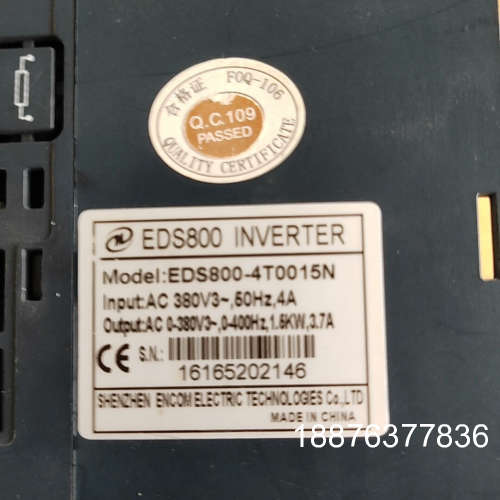 合格证 FOQ-106
Q.C.109
PASSED
QUALITY CERTIFICATE
EDS800 INVERTER
Model:EDS800-4T0015N
Input:AC 380V3~,50Hz,4A
Output:AC 0-380V3~,0-400Hz,1.5KW,3.7A
CE S.N.:
16165202146
SHENZHEN ENCOM ELECTRIC TECHNOLOGIES Co.,LTD
MADE IN CHINA
18876377836